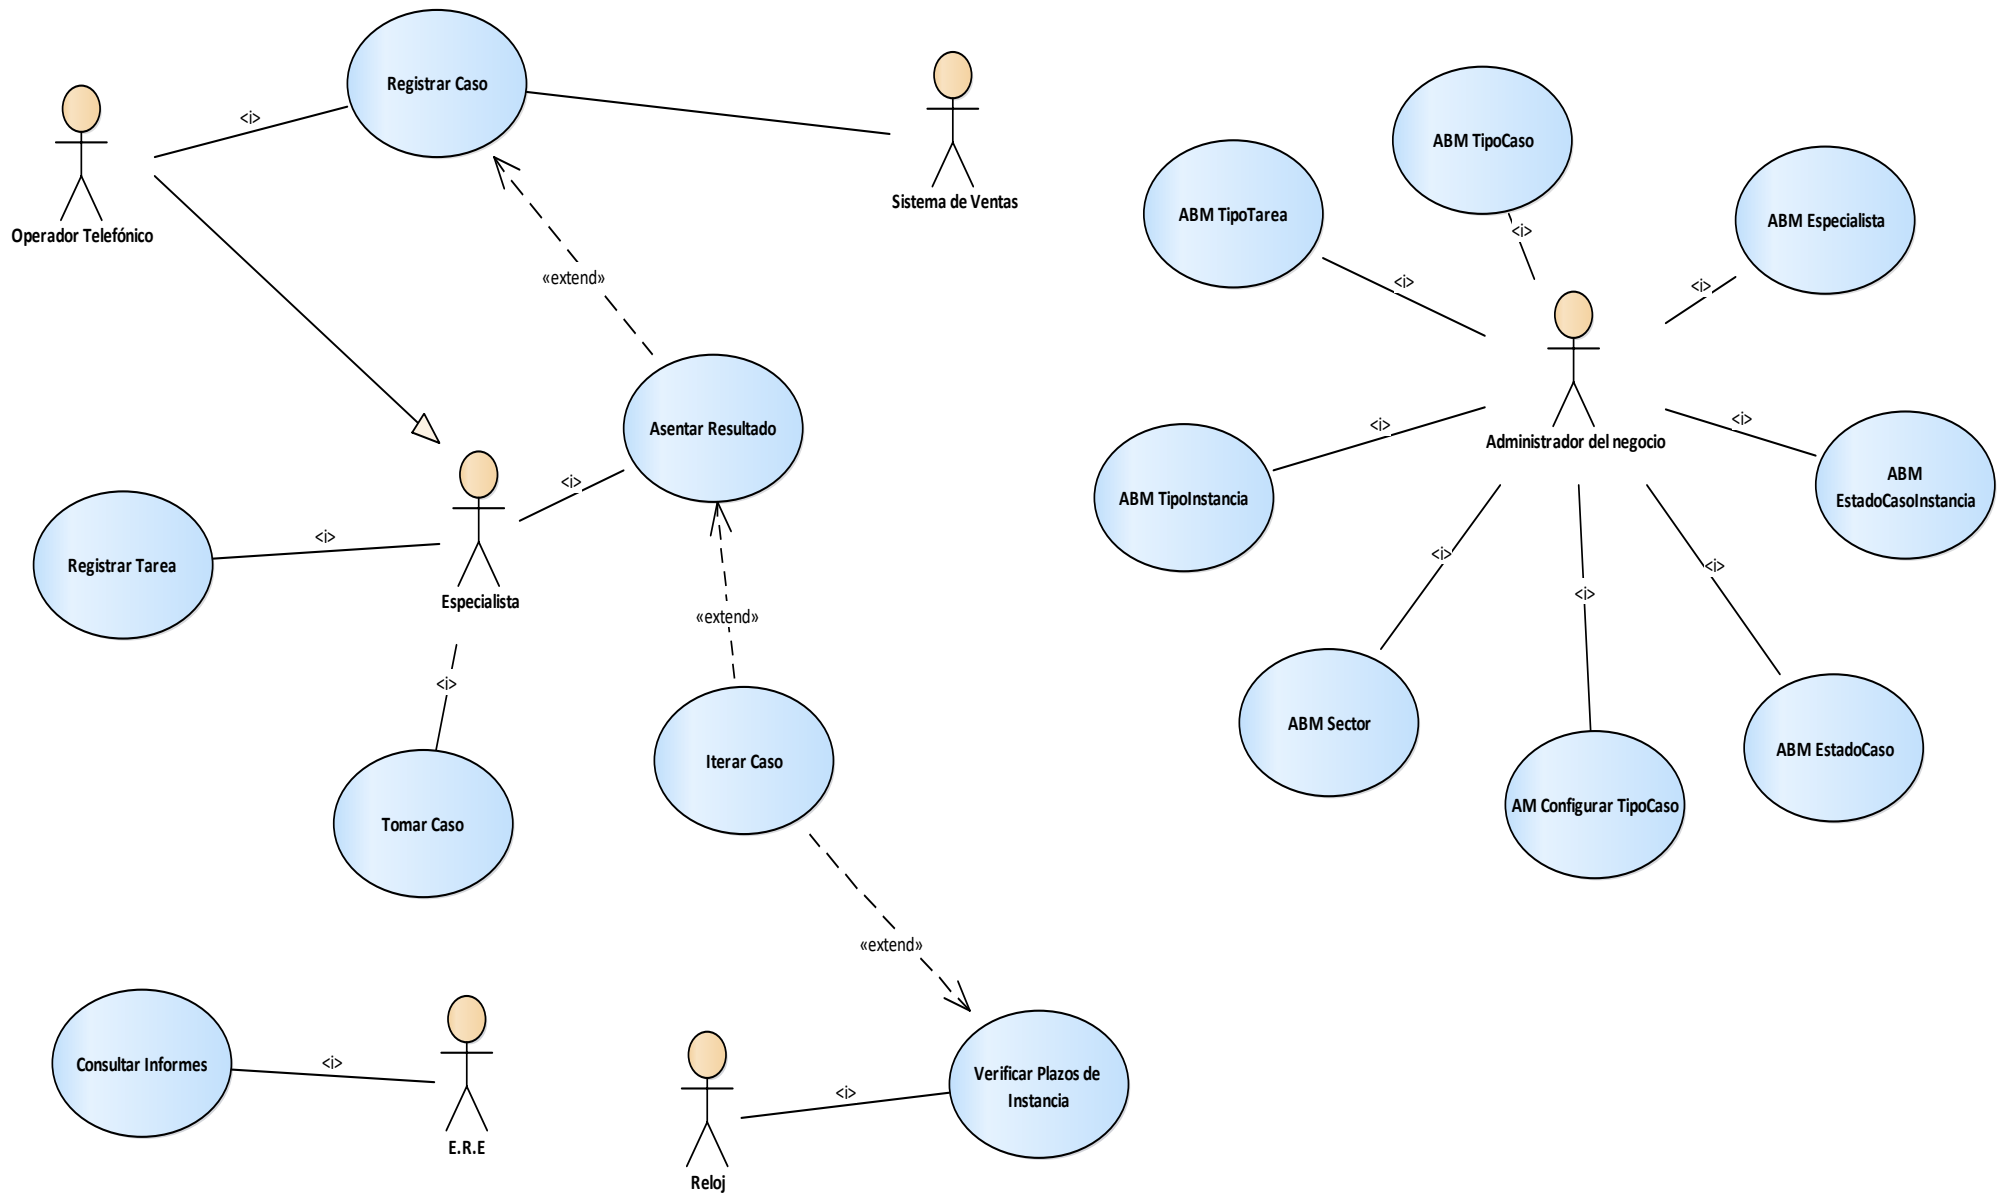 Registrar Caso
<i>
Operador Telefónico
Sistema de Ventas
«extend»
Asentar Resultado
<i>
Registrar Tarea
<i>
Especialista
«extend»
<i>
Tomar Caso
Iterar Caso
«extend»
Consultar Informes
<i>
E.R.E
Reloj
<i>
Verificar Plazos de
Instancia
ABM TipoCaso
ABM TipoTarea
ABM Especialista
<i>
<i>
<i>
Administrador del negocio
<i>
<i>
ABM TipoInstancia
ABM
EstadoCasoInstancia
<i>
<i>
<i>
ABM Sector
AM Configurar TipoCaso
ABM EstadoCaso